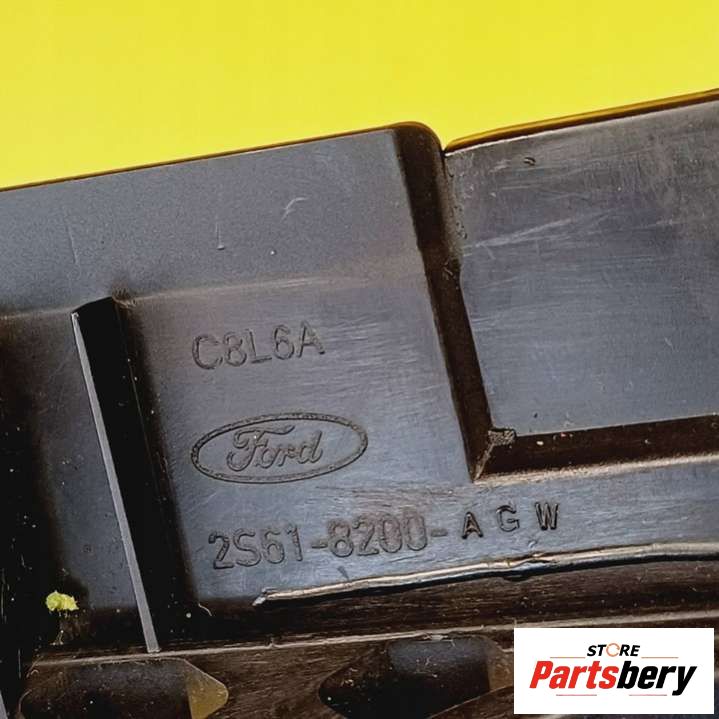 C8L6A
Ford
2S61-8200-AGW
STORE
Partsbery